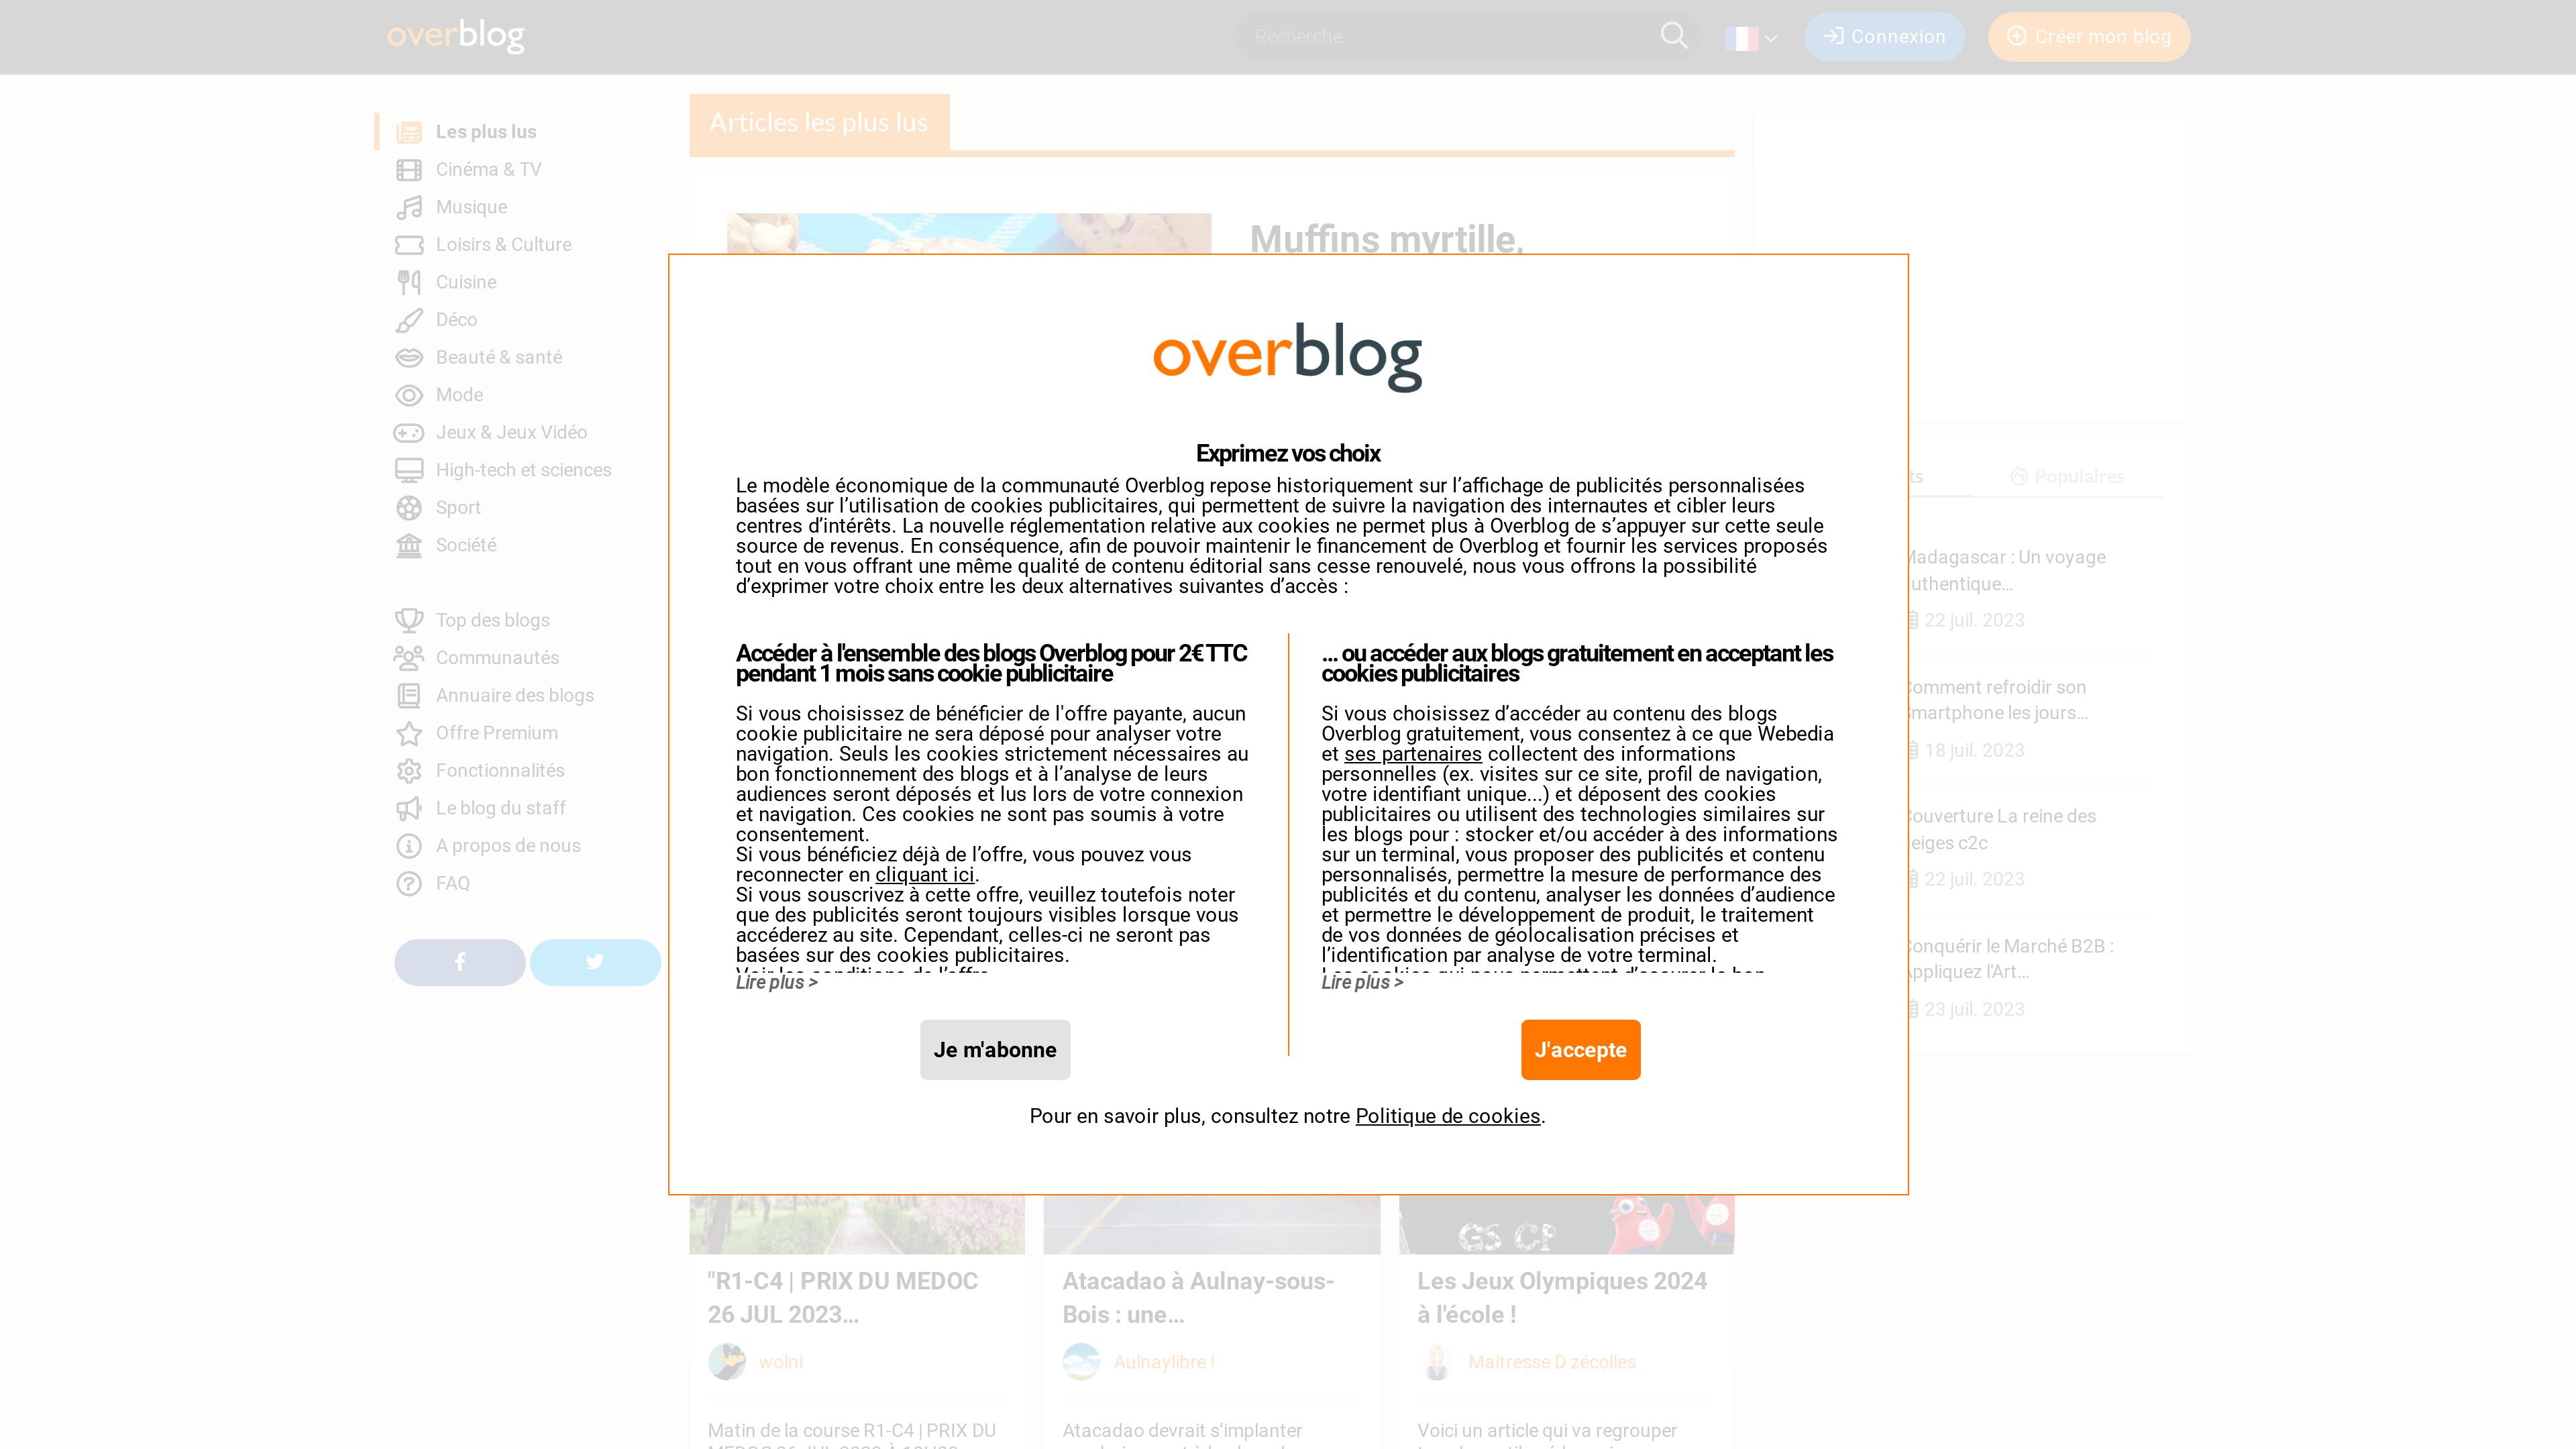 overblog
Recherche
Connexion
Créer mon blog
Les plus lus
Cinéma & TV
Musique
Loisirs & Culture
Cuisine
Déco
Beauté & santé
Mode
Jeux & Jeux Vidéo
High-tech et sciences
Sport
Société
Top des blogs
Communautés
Annuaire des blogs
Offre Premium
Fonctionnalités
Le blog du staff
A propos de nous
FAQ
Articles les plus lus
Muffins myrtille,
overblog
Exprimez vos choix
Le modèle économique de la communauté Overblog repose historiquement sur l’affichage de publicités personnalisées
basées sur l’utilisation de cookies publicitaires, qui permettent de suivre la navigation des internautes et cibler leurs
centres d’intérêts. La nouvelle réglementation relative aux cookies ne permet plus à Overblog de s’appuyer sur cette seule
source de revenus. En conséquence, afin de pouvoir maintenir le financement de Overblog et fournir les services proposés
tout en vous offrant une même qualité de contenu éditorial sans cesse renouvelé, nous vous offrons la possibilité
d’exprimer votre choix entre les deux alternatives suivantes d’accès :
Accéder à l'ensemble des blogs Overblog pour 2€ TTC
pendant 1 mois sans cookie publicitaire
Si vous choisissez de bénéficier de l'offre payante, aucun
cookie publicitaire ne sera déposé pour analyser votre
navigation. Seuls les cookies strictement nécessaires au
bon fonctionnement des blogs et à l’analyse de leurs
audiences seront déposés et lus lors de votre connexion
et navigation. Ces cookies ne sont pas soumis à votre
consentement.
Si vous bénéficiez déjà de l’offre, vous pouvez vous
reconnecter en cliquant ici.
Si vous souscrivez à cette offre, veuillez toutefois noter
que des publicités seront toujours visibles lorsque vous
accéderez au site. Cependant, celles-ci ne seront pas
basées sur des cookies publicitaires.
Voir les conditions de l’offre
Lire plus >
Je m'abonne
... ou accéder aux blogs gratuitement en acceptant les
cookies publicitaires
Si vous choisissez d’accéder au contenu des blogs
Overblog gratuitement, vous consentez à ce que Webedia
et ses partenaires collectent des informations
personnelles (ex. visites sur ce site, profil de navigation,
votre identifiant unique...) et déposent des cookies
publicitaires ou utilisent des technologies similaires sur
les blogs pour : stocker et/ou accéder à des informations
sur un terminal, vous proposer des publicités et contenu
personnalisés, permettre la mesure de performance des
publicités et du contenu, analyser les données d’audience
et permettre le développement de produit, le traitement
de vos données de géolocalisation précises et
l’identification par analyse de votre terminal.
Les cookies qui nous permettent d’assurer le bon
Lire plus >
J'accepte
Pour en savoir plus, consultez notre Politique de cookies.
ts
Populaires
Madagascar : Un voyage
uthentique...
22 juil. 2023
Comment refroidir son
Smartphone les jours...
18 juil. 2023
Couverture La reine des
eiges c2c
22 juil. 2023
Conquérir le Marché B2B :
Appliquez l'Art...
23 juil. 2023
GS CP
"R1-C4 | PRIX DU MEDOC
26 JUL 2023...
wolni
Matin de la course R1-C4 | PRIX DU
Atacadao à Aulnay-sous-
Bois : une...
Aulnaylibre !
Atacadao devrait s’implanter
Les Jeux Olympiques 2024
à l'école !
Maitresse D zécolles
Voici un article qui va regrouper